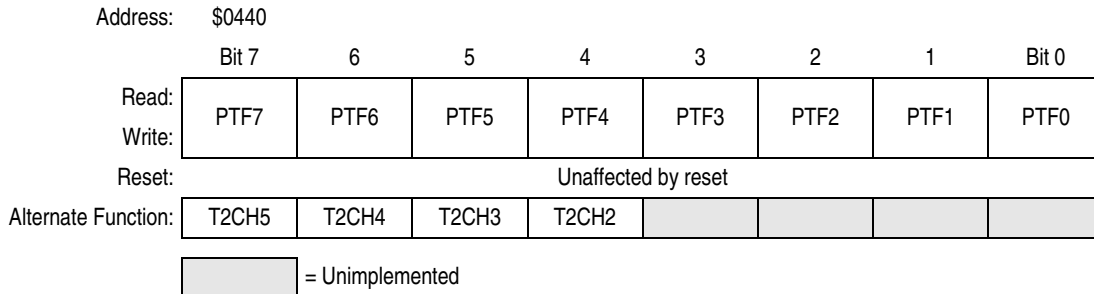 Address: $0440
Bit 7 6 5 4 3 2 1 Bit 0
Read:
PTF7 PTF6 PTF5 PTF4 PTF3 PTF2 PTF1 PTF0
Write:
Reset: Unaffected by reset
Alternate Function: T2CH5 T2CH4 T2CH3 T2CH2
= Unimplemented